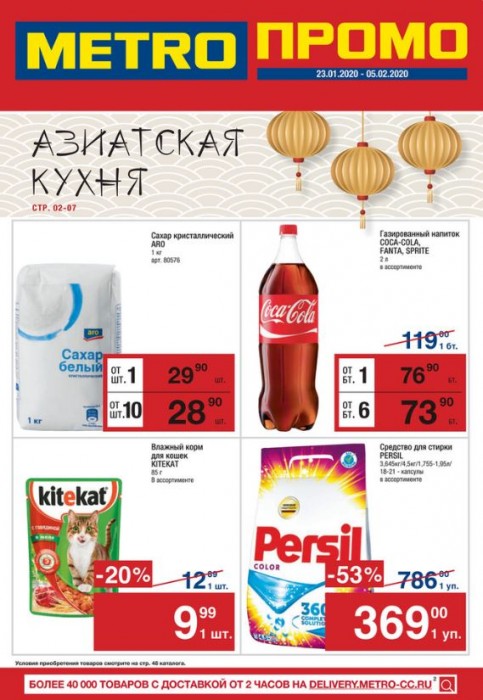 METRO
ПРОМО
23.01.2020 - 05.02.2020
АЗИАТСКАЯ
КУХНЯ
СТР. 02-07
Сахар кристаллический
ARO
1 кг
арт. 80576
aro
Сахар
белый
кристаллический
1 кг
ОТ ШТ. 1 29 90 шт.
ОТ ШТ. 10 28 90 шт.
Газированный напиток
COCA-COLA,
FANTA, SPRITE
2 л
в ассортименте
Coca-Cola
119 00
1 бт.
ОТ БТ. 1 76 90 бт.
ОТ БТ. 6 73 90 бт.
Влажный корм
для кошек
KITEKAT
85 г
В ассортименте
kitekat
-20%
12 89
1 шт.
9 99
1 шт.
Средство для стирки
PERSIL
3,645кг/4,5кг/1,755-1,95л/
18-21 - капсулы
в ассортименте
Persil
COLOR
360
COMPLETE
SOLUTION
-53%
786 00
1 уп.
369 00
1 уп.
Условия приобретения товаров смотрите на стр. 48 каталога.
БОЛЕЕ 40 000 ТОВАРОВ С ДОСТАВКОЙ ОТ 2 ЧАСОВ НА DELIVERY.METRO-CC.RU